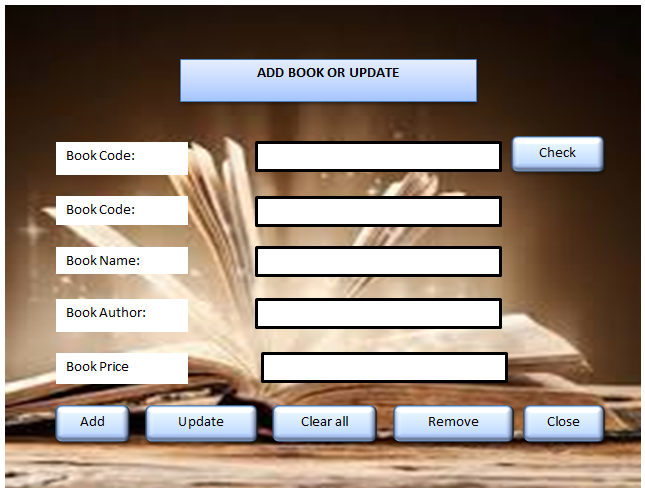 ADD BOOK OR UPDATE
Book Code:
Check
Book Code:
Book Name:
Book Author:
Book Price
Add Update Clear all Remove Close